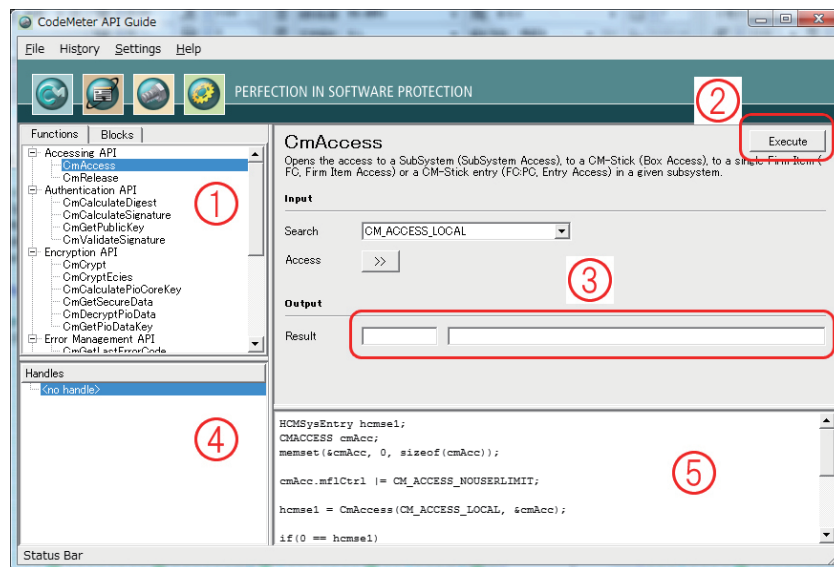 CodeMeter API Guide
File History Settings Help
PERFECTION IN SOFTWARE PROTECTION
②
Functions Blocks
Accessing API
CmAccess
CmRelease
Authentication API
CmCalculateDigest
CmCalculateSignature
CmGetPublicKey
CmValidateSignature
Encryption API
CmCrypt
CmCryptEcies
CmCalculatePioCoreKey
CmGetSecureData
CmDecryptPioData
CmGetPioDataKey
Error Management API
CmGetLastErrorCode
①
CmAccess
Execute
Opens the access to a SubSystem (SubSystem Access), to a CM-Stick (Box Access), to a single Firm Item (
FC, Firm Item Access) or a CM-Stick entry (FC:PC, Entry Access) in a given subsystem.
Input
Search CM_ACCESS_LOCAL
Access >>
③
Output
Result
Handles
<no handle>
④
HCMSysEntry hcmse1;
CMACCESS cmAcc;
memset(&cmAcc, 0, sizeof(cmAcc));
cmAcc.mflCtrl |= CM_ACCESS_NOUSERLIMIT;
hcmse1 = CmAccess(CM_ACCESS_LOCAL, &cmAcc);
if(0 == hcmse1)
⑤
Status Bar